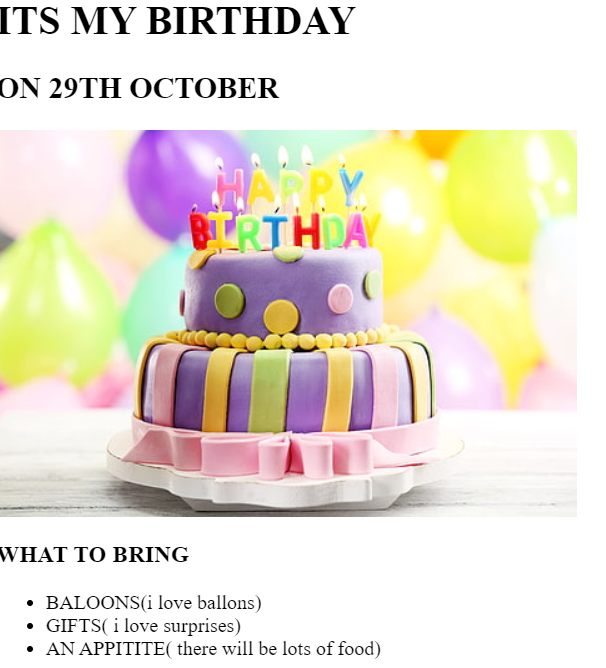 ITS MY BIRTHDAY
ON 29TH OCTOBER
HAPPY
BIRTHDAY
WHAT TO BRING
BALOONS(i love ballons)
GIFTS( i love surprises)
AN APPITITE( there will be lots of food)